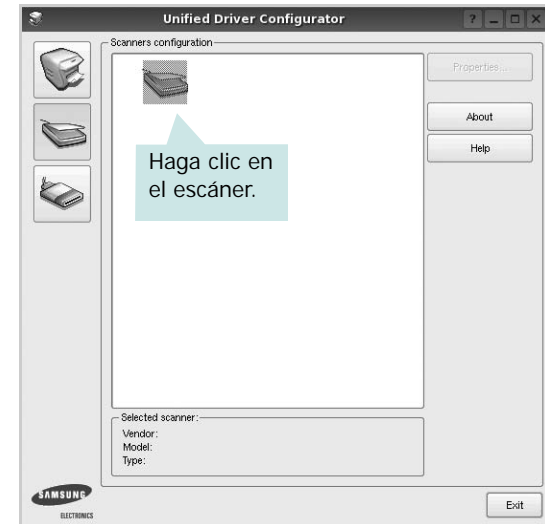 Unified Driver Configurator
Scanners configuration
Properties...
About
Help
Haga clic en
el escáner.
Selected scanner:
Vendor:
Model:
Type:
SAMSUNG
ELECTRONICS
Exit